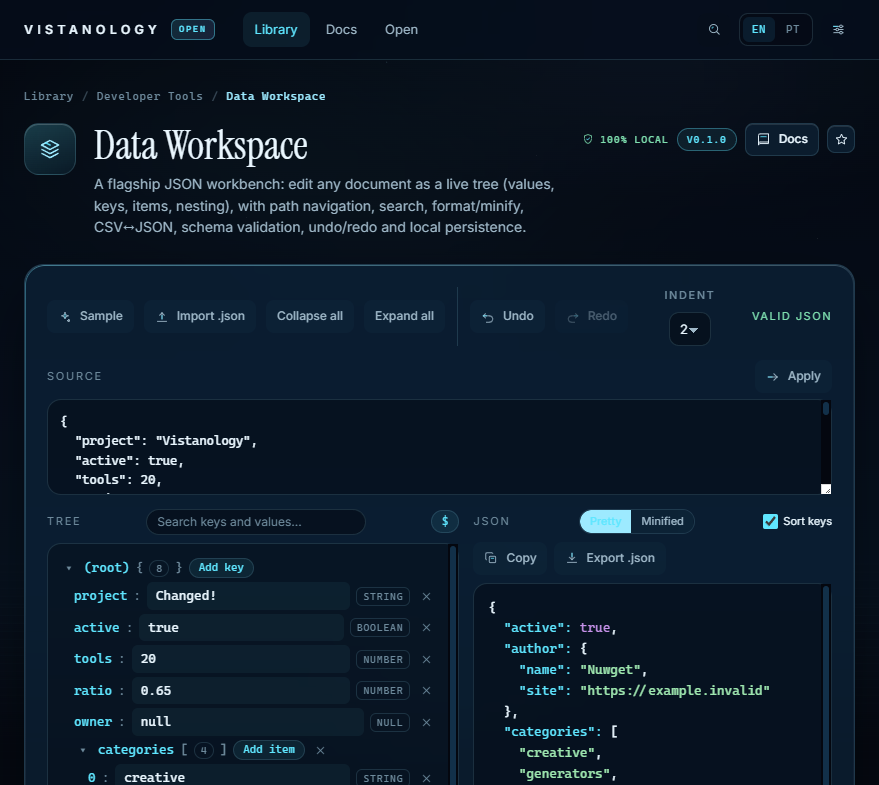 VISTANOLOGY OPEN Library Docs Open EN PT
Library / Developer Tools / Data Workspace
Data Workspace
100% LOCAL V0.1.0 Docs
A flagship JSON workbench: edit any document as a live tree (values,
keys, items, nesting), with path navigation, search, format/minify,
CSV↔JSON, schema validation, undo/redo and local persistence.
Sample Import .json Collapse all Expand all Undo Redo
INDENT
2
VALID JSON
SOURCE
Apply
{
"project": "Vistanology",
"active": true,
"tools": 20,
TREE
Search keys and values...
$
(root) { 8 } Add key
project : Changed! STRING ×
active : true BOOLEAN ×
tools : 20 NUMBER ×
ratio : 0.65 NUMBER ×
owner : null NULL ×
categories [ 4 ] Add item ×
0 : creative STRING ×
JSON
Pretty Minified
Sort keys
Copy Export .json
{
"active": true,
"author": {
"name": "Nuwget",
"site": "https://example.invalid"
},
"categories": [
"creative",
"generators",